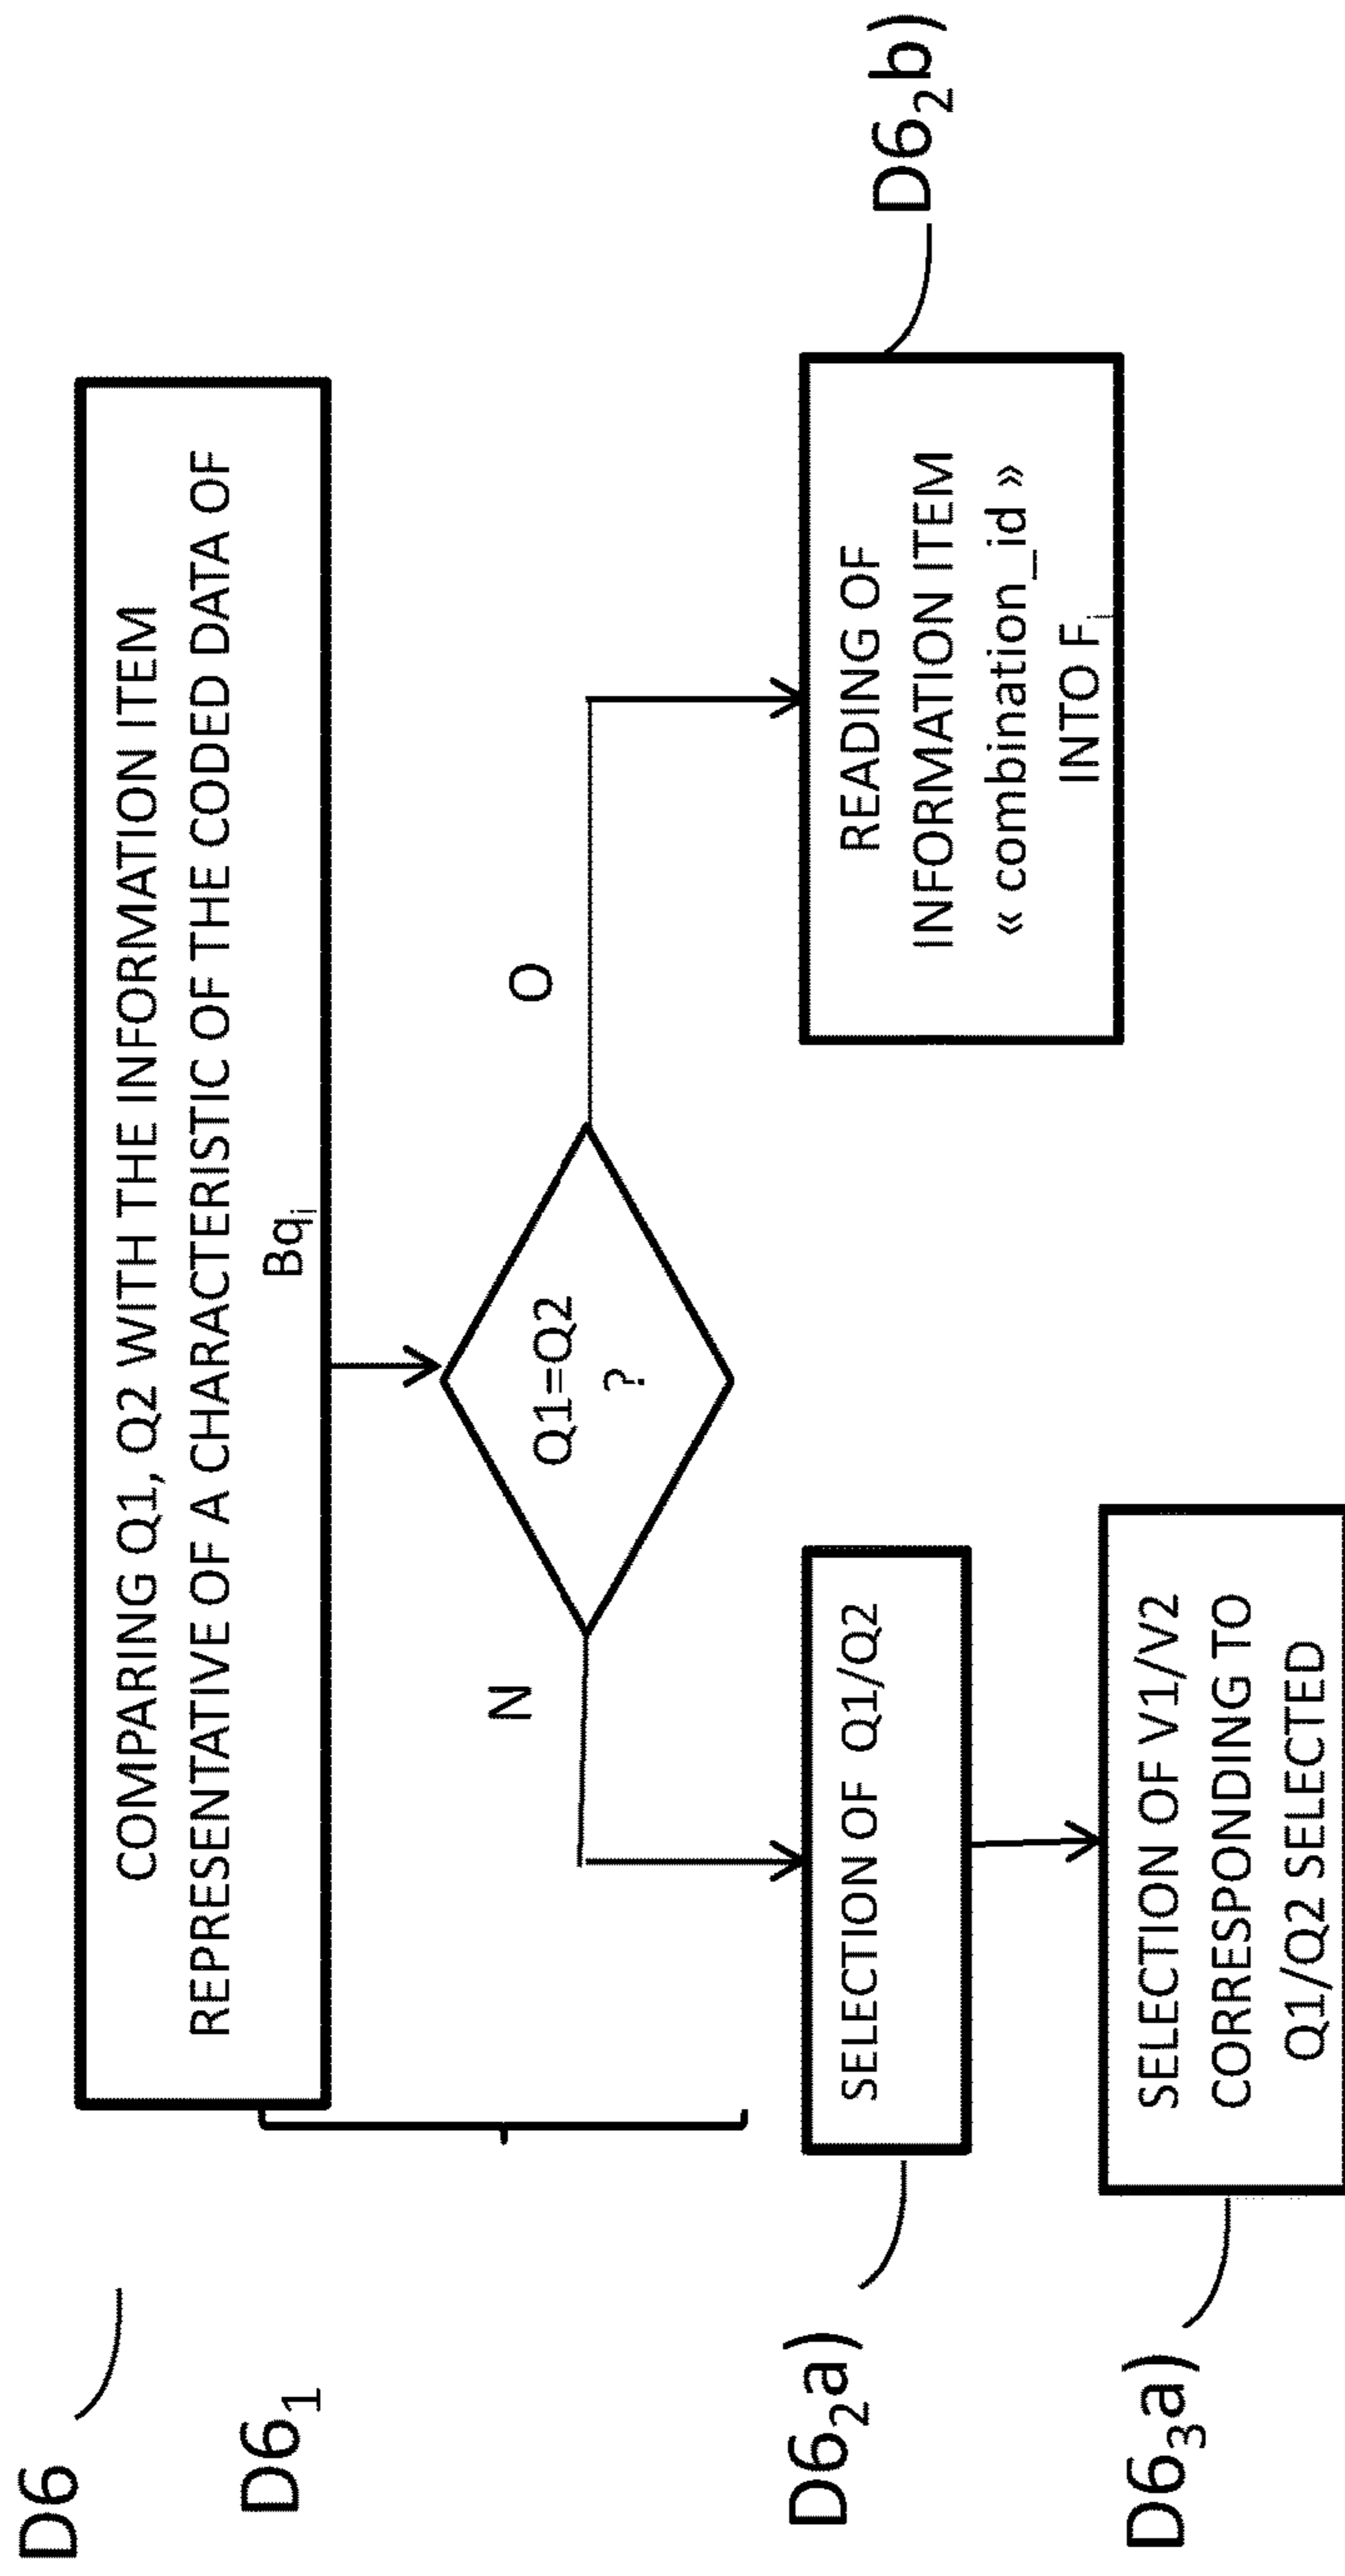 D6
COMPARING Q1, Q2 WITH THE INFORMATION ITEM
REPRESENTATIVE OF A CHARACTERISTIC OF THE CODED DATA OF
Bqi
D61
Q1=Q2
?
N
O
D62a)
SELECTION OF Q1/Q2
READING OF
INFORMATION ITEM
« combination_id »
INTO Fi
D62b)
D63a)
SELECTION OF V1/V2
CORRESPONDING TO
Q1/Q2 SELECTED